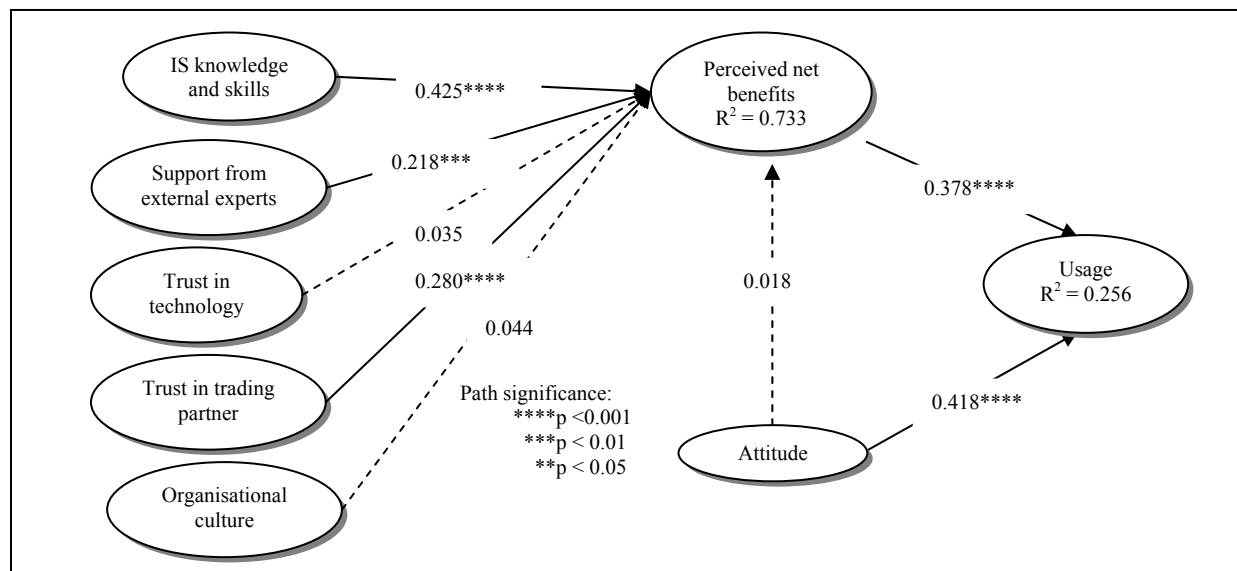 IS knowledge
and skills
0.425****
Perceived net
benefits
R² = 0.733
Support from
external experts
0.218***
0.378****
Trust in
technology
0.035
0.280****
0.018
Usage
R² = 0.256
0.044
Trust in trading
partner
Path significance:
****p <0.001
***p < 0.01
**p < 0.05
0.418****
Attitude
Organisational
culture